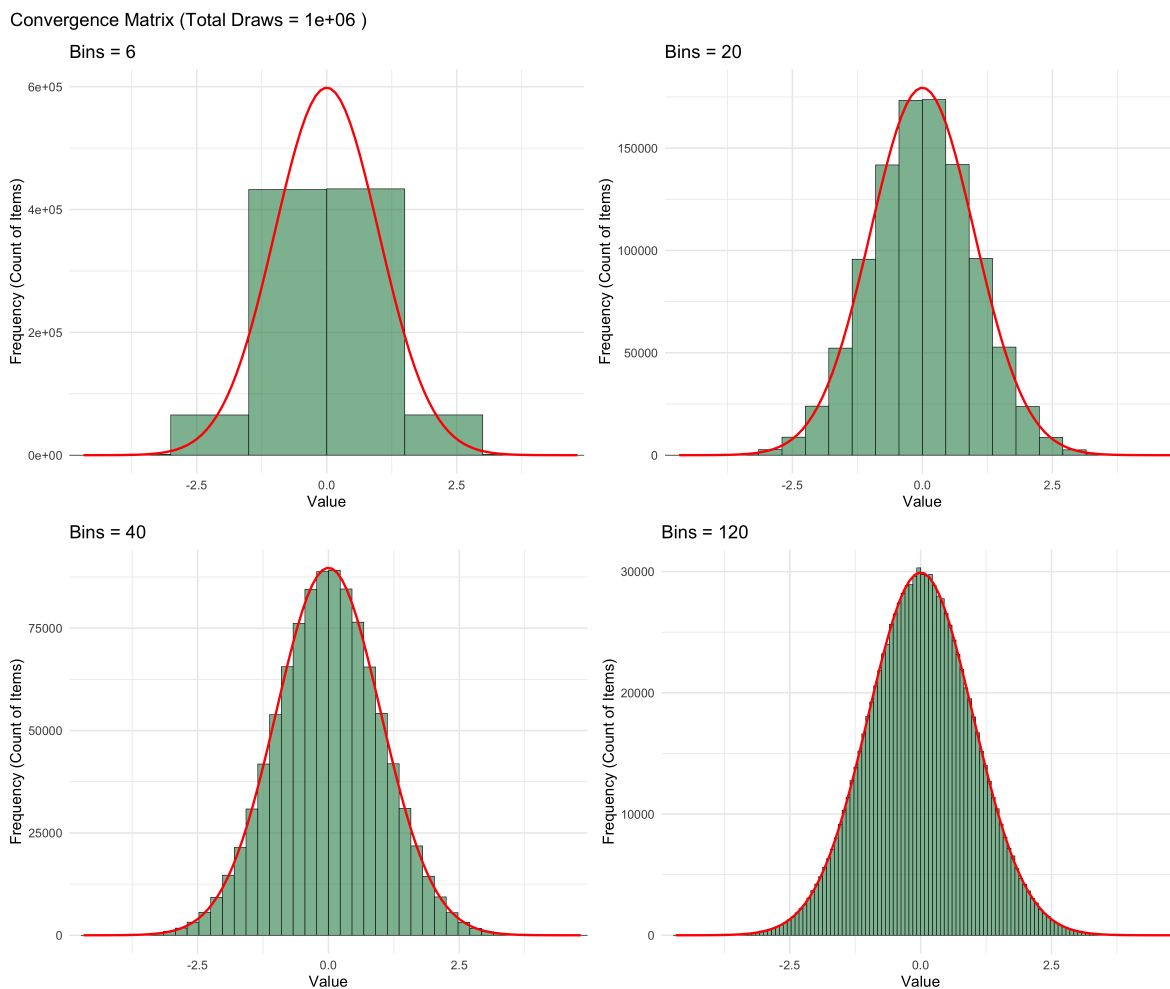 Convergence Matrix (Total Draws = 1e+06 )
Bins = 6
Frequency (Count of Items)
6e+05
4e+05
2e+05
0e+00
-2.5 0.0 2.5
Value
Bins = 20
Frequency (Count of Items)
150000
100000
50000
0
-2.5 0.0 2.5
Value
Bins = 40
Frequency (Count of Items)
75000
50000
25000
0
-2.5 0.0 2.5
Value
Bins = 120
Frequency (Count of Items)
30000
20000
10000
0
-2.5 0.0 2.5
Value